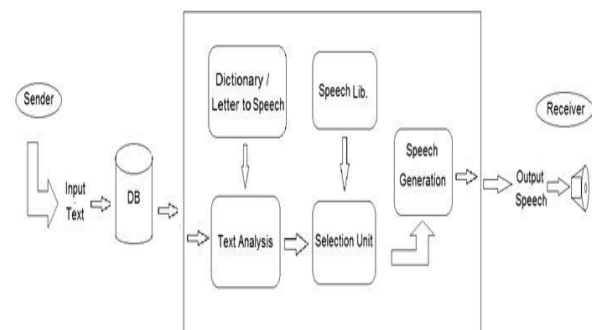 Sender
Input
Text
DB
Dictionary /
Letter to Speech
Speech Lib.
Text Analysis
Selection Unit
Speech
Generation
Output
Speech
Receiver